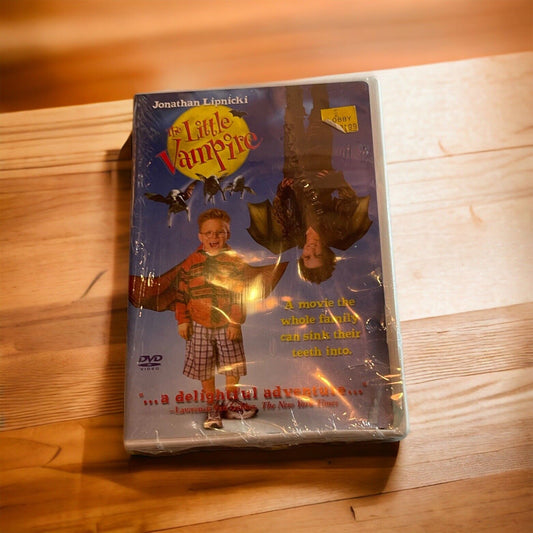 Jonathan Lipnicki
The Little
Vampire
A movie the
whole family
can sink their
teeth into.
DVD
VIDEO
"...a delightful adventure..."
The New York Times